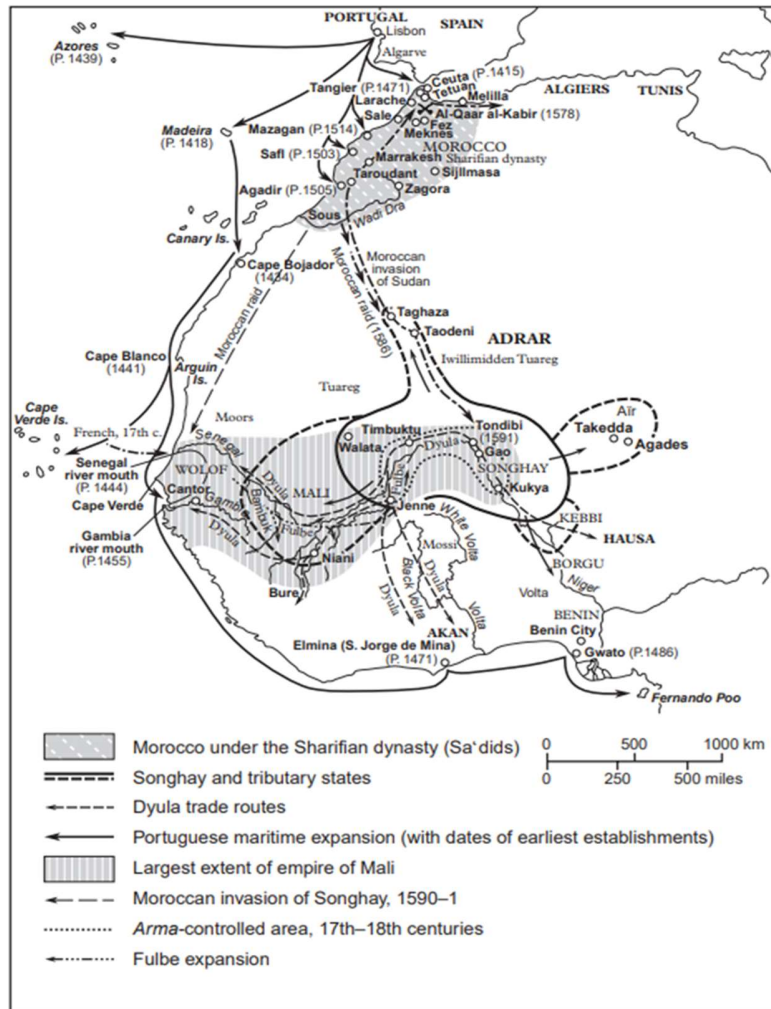 PORTUGAL
SPAIN
Lisbon
Azores
(P. 1439)
Algarve
Ceuta (P.1415)
Tetuan
ALGIERS
TUNIS
Tangier (P.1471)
Melilla
Larache
Al-Qaar al-Kabir (1578)
Sale
Madeira
(P. 1418)
Mazagan (P.1514)
Fez
Meknès
MOROCCO
Safi (P.1503)
Marrakesh
Sharifian dynasty
Taroudant
Sijilmasa
Agadir (P.1505)
Zagora
Sous
Wadi Dra
Canary Is.
Moroccan
invasion
of Sudan
Cape Bojador
(1434)
Moroccan raid
Moroccan raid (1586)
Taghaza
Taodeni
ADRAR
Iwillimidden Tuareg
Cape Blanco
(1441)
Arguin
Is.
Tuareg
Cape
Verde Is.
Aïr
French, 17th c.
Moors
Takedda
Agades
Timbuktu
Tondibi
(1591)
Walata
Senegal
Dyula
Gao
Senegal
river mouth
(P. 1444)
WOLOF
SONGHAY
Dyula
MALI
Fulbe
Kukya
Cantor
Gambia
Bambuk
Cape Verde
Jenne
KEBBI
Gambia
river mouth
(P.1455)
Dyula
Fulbe
White Volta
HAUSA
Niani
Mossi
BORGU
Bure
Black Volta
Dyula
Dyula
Niger
Volta
Volta
BENIN
AKAN
Benin City
Elmina (S. Jorge de Mina)
(P. 1471)
Gwato (P.1486)
Fernando Poo
Morocco under the Sharifian dynasty (Sa‘dids)
0 500 1000 km
0 250 500 miles
Songhay and tributary states
Dyula trade routes
Portuguese maritime expansion (with dates of earliest establishments)
Largest extent of empire of Mali
Moroccan invasion of Songhay, 1590–1
Arma-controlled area, 17th–18th centuries
Fulbe expansion